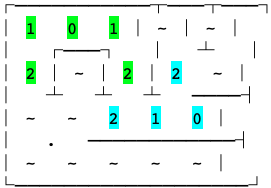 1 0 1 | ~ | ~ |
2 | ~ | 2 | 2 ~ |
~ ~ 2 1 0 |
.
~ ~ ~ ~ ~ |